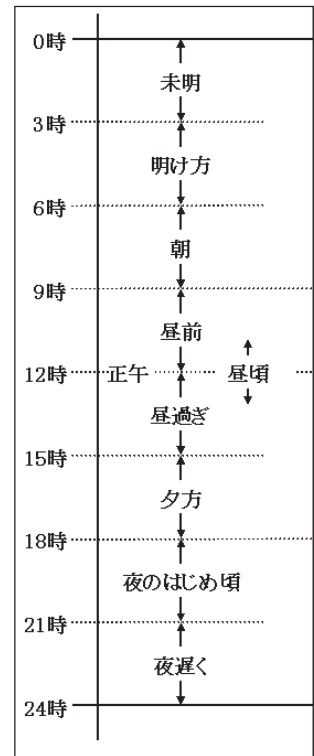 0時
未明
3時
明け方
6時
朝
9時
昼前
12時 正午 昼頃
昼過ぎ
15時
夕方
18時
夜のはじめ頃
21時
夜遅く
24時